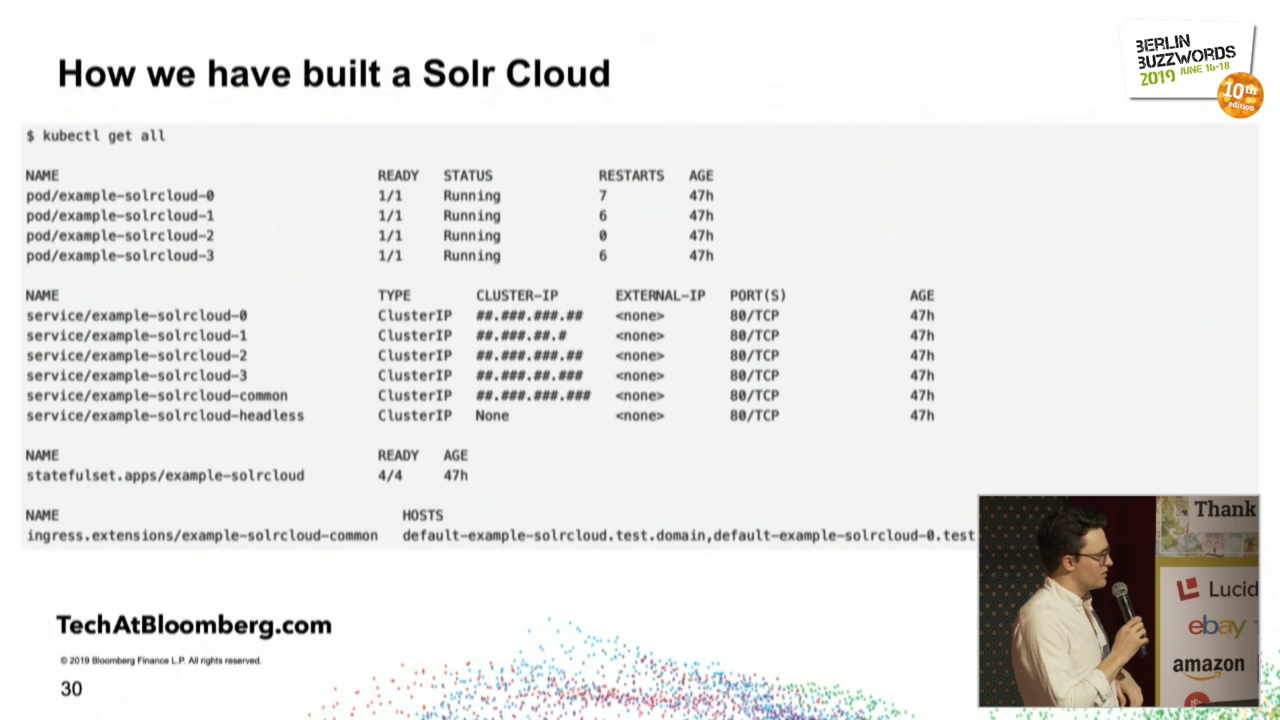 How we have built a Solr Cloud
BERLIN
BUZZWORDS
2019 JUNE 16-18
10th
edition
$ kubectl get all
NAME READY STATUS RESTARTS AGE
pod/example-solrcloud-0 1/1 Running 7 47h
pod/example-solrcloud-1 1/1 Running 6 47h
pod/example-solrcloud-2 1/1 Running 0 47h
pod/example-solrcloud-3 1/1 Running 6 47h
NAME TYPE CLUSTER-IP EXTERNAL-IP PORT(S) AGE
service/example-solrcloud-0 ClusterIP ##.###.###.## <none> 80/TCP 47h
service/example-solrcloud-1 ClusterIP ##.###.##.# <none> 80/TCP 47h
service/example-solrcloud-2 ClusterIP ##.###.###.## <none> 80/TCP 47h
service/example-solrcloud-3 ClusterIP ##.###.##.### <none> 80/TCP 47h
service/example-solrcloud-common ClusterIP ##.###.###.### <none> 80/TCP 47h
service/example-solrcloud-headless ClusterIP None <none> 80/TCP 47h
NAME READY AGE
statefulset.apps/example-solrcloud 4/4 47h
NAME HOSTS
ingress.extensions/example-solrcloud-common default-example-solrcloud.test.domain,default-example-solrcloud-0.test
Thank
Lucid
ebay
amazon
TechAtBloomberg.com
© 2019 Bloomberg Finance L.P. All rights reserved.
30